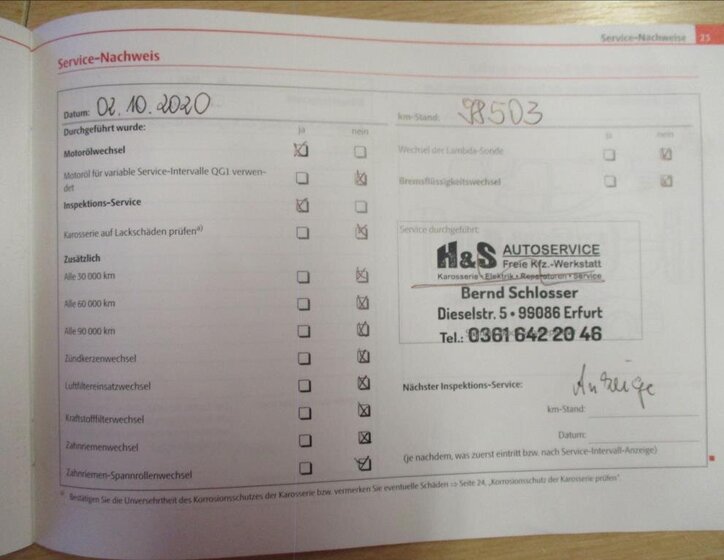 Service-Nachweise 25
Service-Nachweis
Datum: 02.10.2020
km-Stand: 98503
Durchgeführt wurde: ja nein
ja nein
Motorölwechsel
Wechsel der Lambda-Sonde
Motoröl für variable Service-Intervalle QG1 verwen-
det
Bremsflüssigkeitswechsel
Inspektions-Service
Karosserie auf Lackschäden prüfen a)
Zusätzlich
Alle 30 000 km
Alle 60 000 km
Alle 90 000 km
Zündkerzenwechsel
Luftfiltereinsatzwechsel
Kraftstofffilterwechsel
Zahnriemenwechsel
Zahnriemen-Spannrollenwechsel
Service durchgeführt:
H&S AUTOSERVICE
Freie Kfz.-Werkstatt
Karosserie • Elektrik • Reparaturen • Service
Bernd Schlosser
Dieselstr. 5 • 99086 Erfurt
Tel.: 0361 642 20 46
Nächster Inspektions-Service: Anzeige
km-Stand:
Datum:
(je nachdem, was zuerst eintritt bzw. nach Service-Intervall-Anzeige)
a) Bestätigen Sie die Unversehrtheit des Korrosionsschutzes der Karosserie bzw. vermerken Sie eventuelle Schäden ⇒ Seite 24, „Korrosionsschutz der Karosserie prüfen"